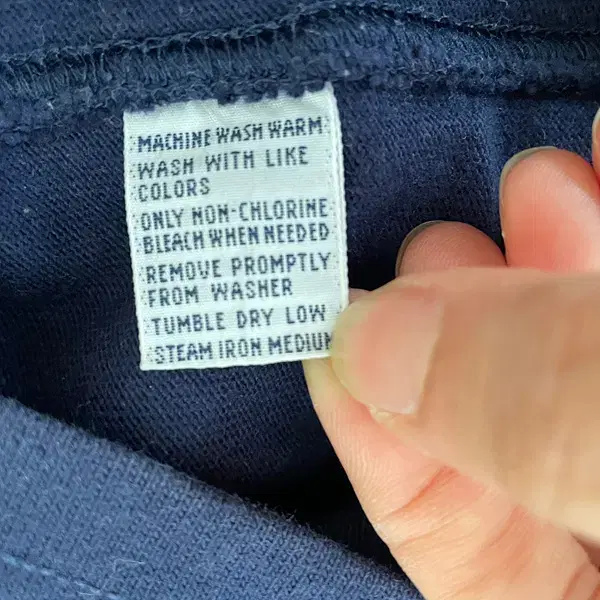 MACHINE WASH WARM
WASH WITH LIKE
COLORS
ONLY NON-CHLORINE
BLEACH WHEN NEEDED
REMOVE PROMPTLY
FROM WASHER
TUMBLE DRY LOW
STEAM IRON MEDIUM